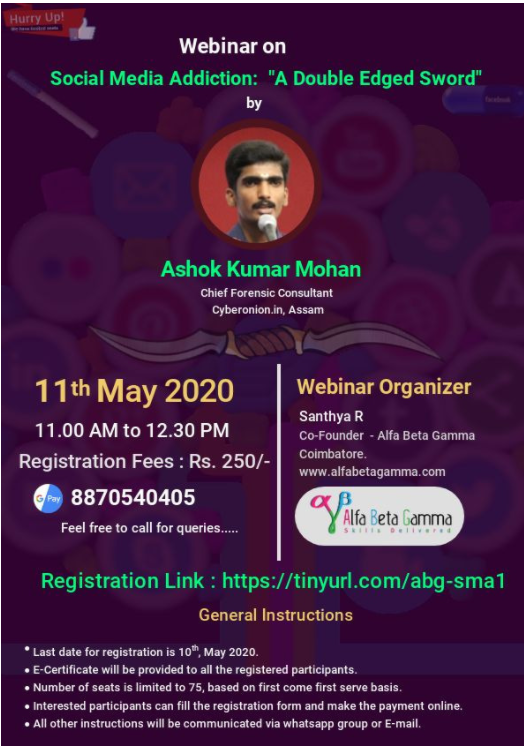 Hurry Up!
Webinar on
Social Media Addiction: "A Double Edged Sword"
by
facebook
Ashok Kumar Mohan
Chief Forensic Consultant
Cyberonion.in, Assam
11th May 2020
11.00 AM to 12.30 PM
Registration Fees : Rs. 250/-
G Pay 8870540405
Feel free to call for queries.....
Webinar Organizer
Santhya R
Co-Founder - Alfa Beta Gamma
Coimbatore.
www.alfabetagamma.com
αγβ
Alfa Beta Gamma
Skills Delivered
Registration Link : https://tinyurl.com/abg-sma1
General Instructions
• Last date for registration is 10th, May 2020.
• E-Certificate will be provided to all the registered participants.
• Number of seats is limited to 75, based on first come first serve basis.
• Interested participants can fill the registration form and make the payment online.
• All other instructions will be communicated via whatsapp group or E-mail.